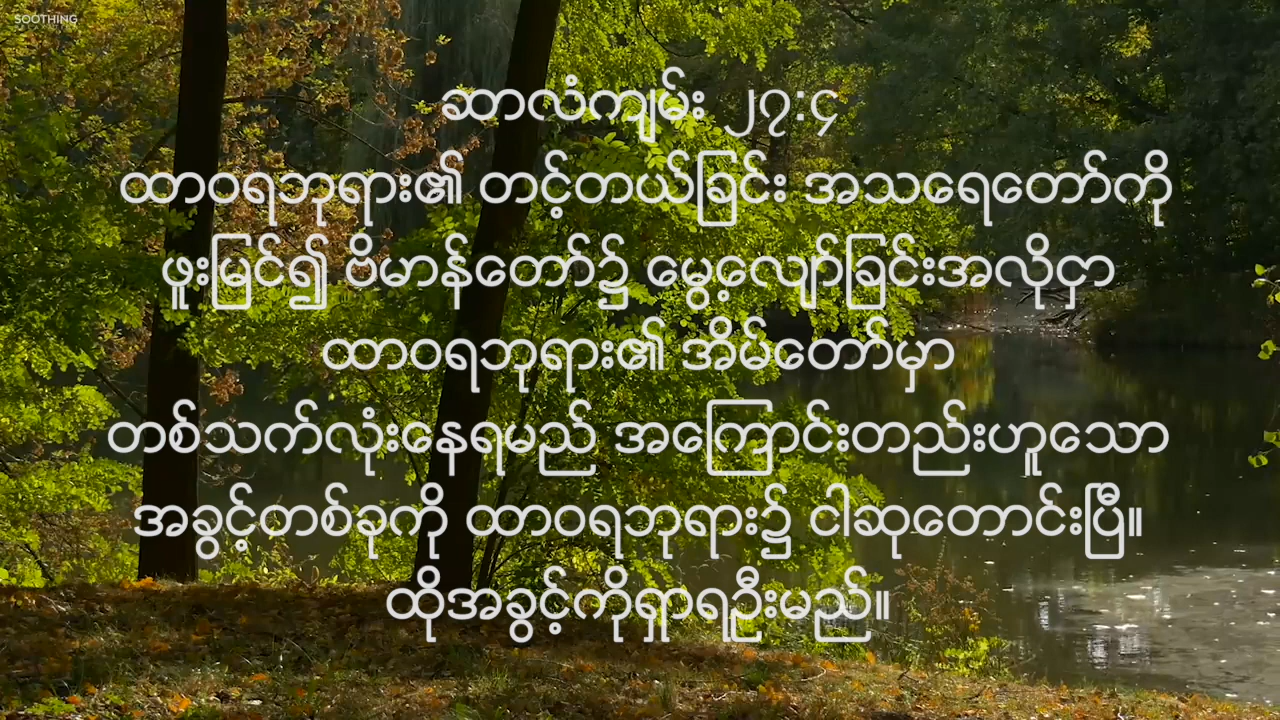 SOOTHING
ဆာလံကျမ်း ၂၇:၄
ထာဝရဘုရား၏ တင့်တယ်ခြင်း အသရေတော်ကို
ဖူးမြင်၍ ဗိမာန်တော်၌ မွေ့လျော်ခြင်းအလိုငှာ
ထာဝရဘုရား၏ အိမ်တော်မှာ
တစ်သက်လုံးနေရမည် အကြောင်းတည်းဟူသော
အခွင့်တစ်ခုကို ထာဝရဘုရား၌ ငါဆုတောင်းပြီ။
ထိုအခွင့်ကိုရှာရဦးမည်။